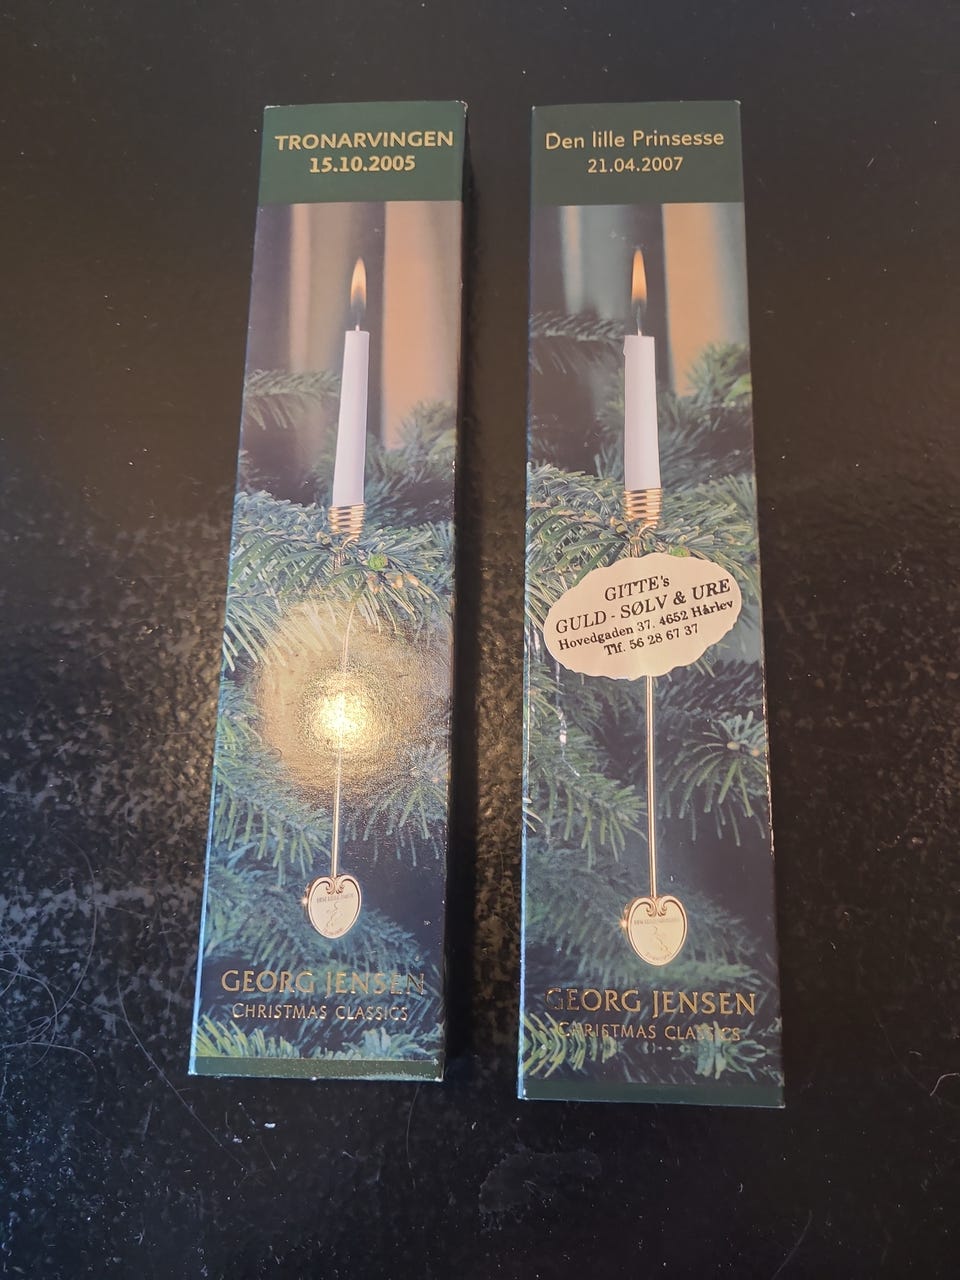 TRONARVINGEN
15.10.2005
GEORG JENSEN
CHRISTMAS CLASSICS
Den lille Prinsesse
21.04.2007
GITTE's
GULD - SØLV & URE
Hovedgaden 37. 4652 Hårlev
Tlf. 56 28 67 37
GEORG JENSEN
CHRISTMAS CLASSICS